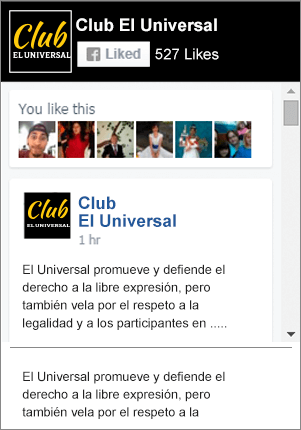 Club
EL UNIVERSAL
Club El Universal
Liked
527 Likes
You like this
Club
EL UNIVERSAL
Club
El Universal
1 hr
El Universal promueve y defiende el
derecho a la libre expresión, pero
también vela por el respeto a la
legalidad y a los participantes en .....
El Universal promueve y defiende el
derecho a la libre expresión, pero
también vela por el respeto a la